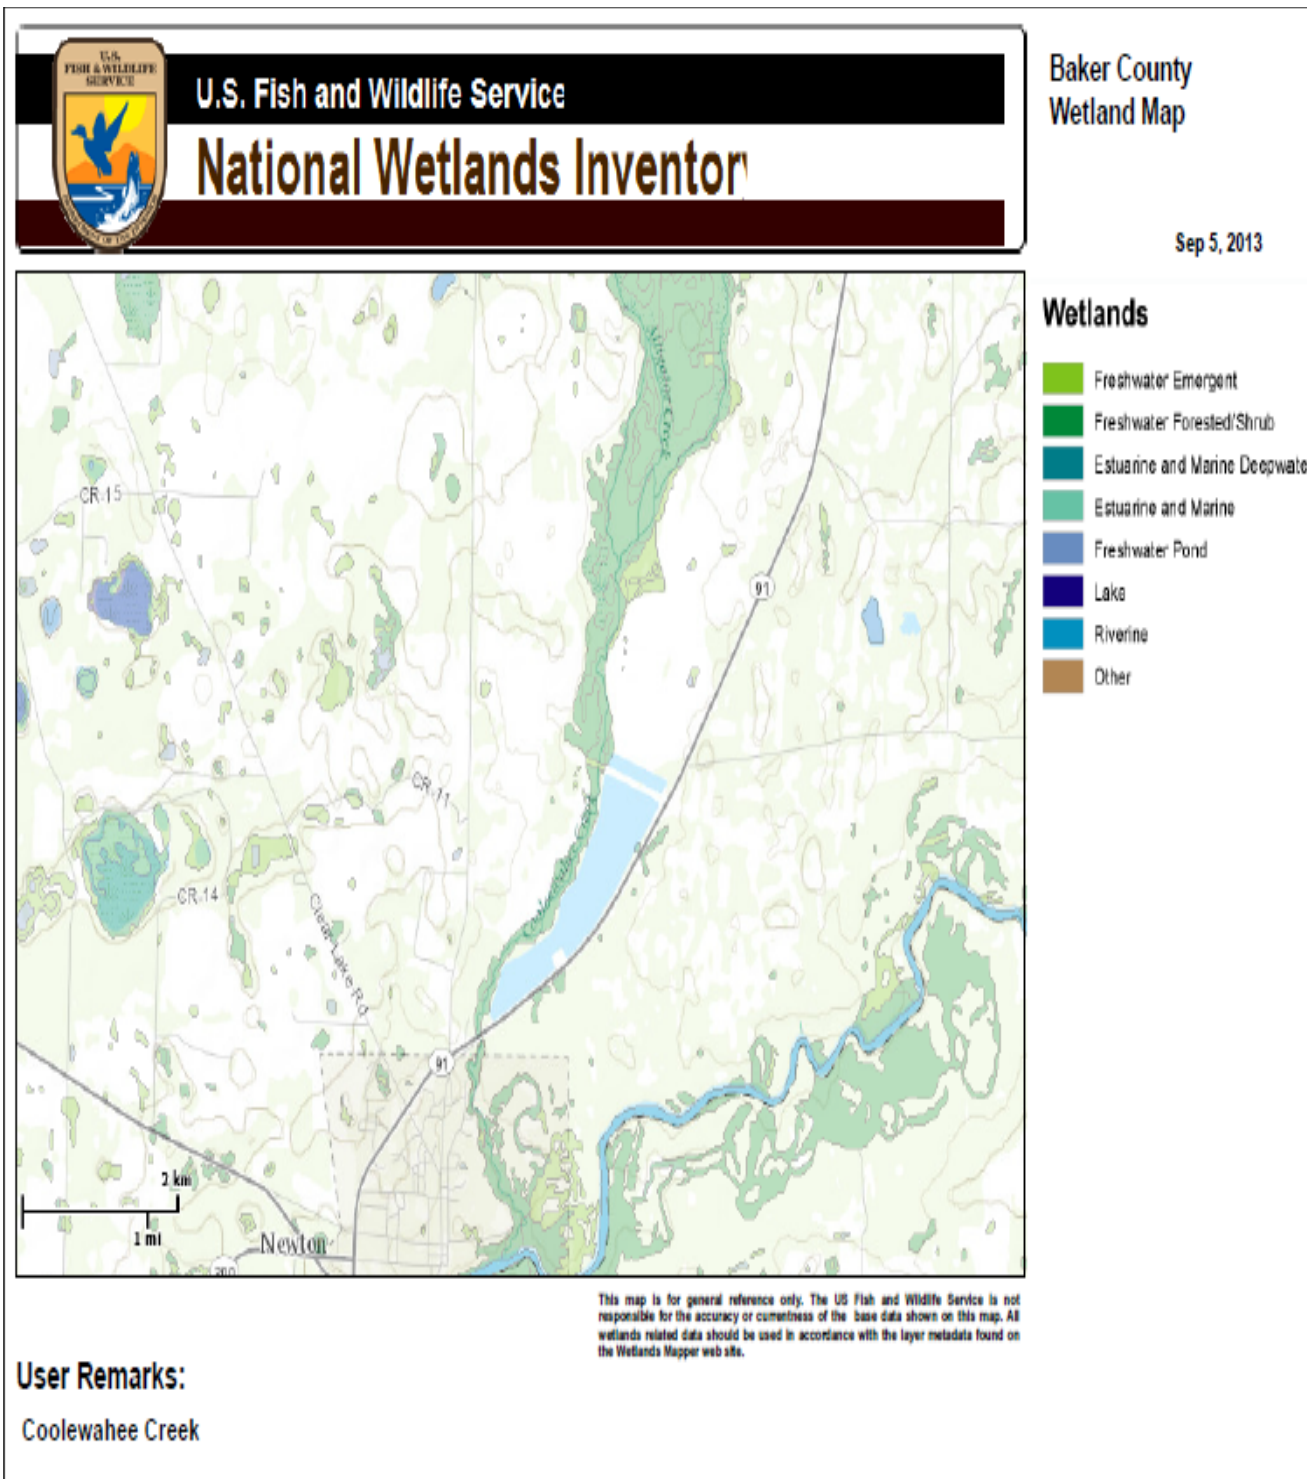 U.S.
FISH & WILDLIFE
SERVICE
U.S. Fish and Wildlife Service
National Wetlands Inventory
Baker County
Wetland Map
Sep 5, 2013
Wetlands
Freshwater Emergent
Freshwater Forested/Shrub
Estuarine and Marine Deepwate
Estuarine and Marine
Freshwater Pond
Lake
Riverine
Other
CR-15
91
CR-11
CR-14
Clear Lake Rd
91
2 km
1 mi
Newton
This map is for general reference only. The US Fish and Wildlife Service is not
responsible for the accuracy or currentness of the base data shown on this map. All
wetlands related data should be used in accordance with the layer metadata found on
the Wetlands Mapper web site.
User Remarks:
Coolewahee Creek